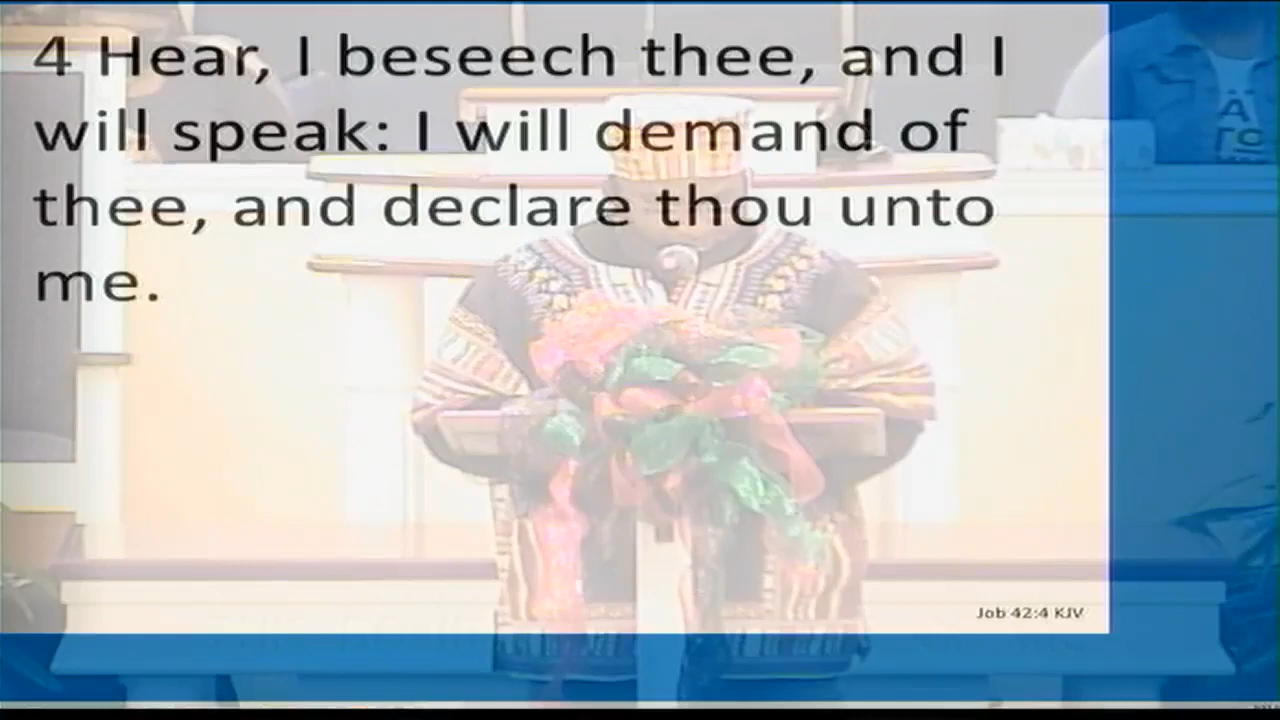 4 Hear, I beseech thee, and I
will speak: I will demand of
thee, and declare thou unto
me.
Job 42:4 KJV